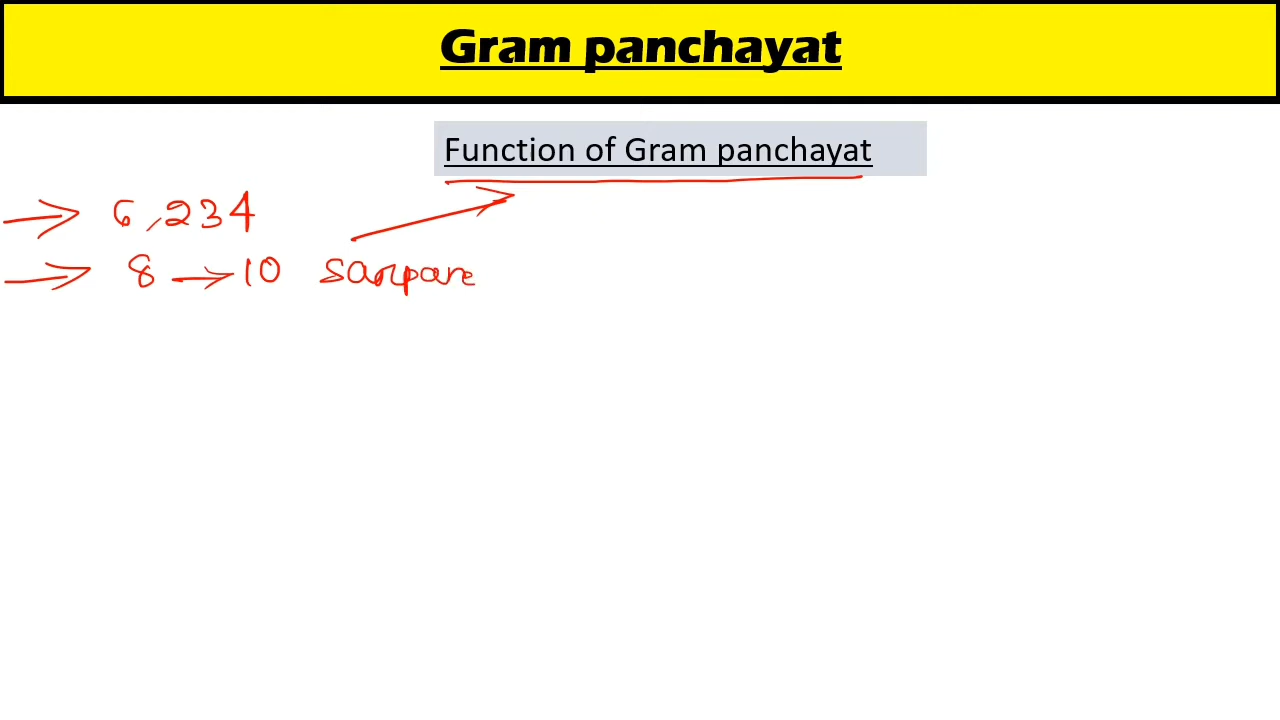 Gram panchayat
Function of Gram panchayat
→ 6,234
→ 8 → 10 sarpanc